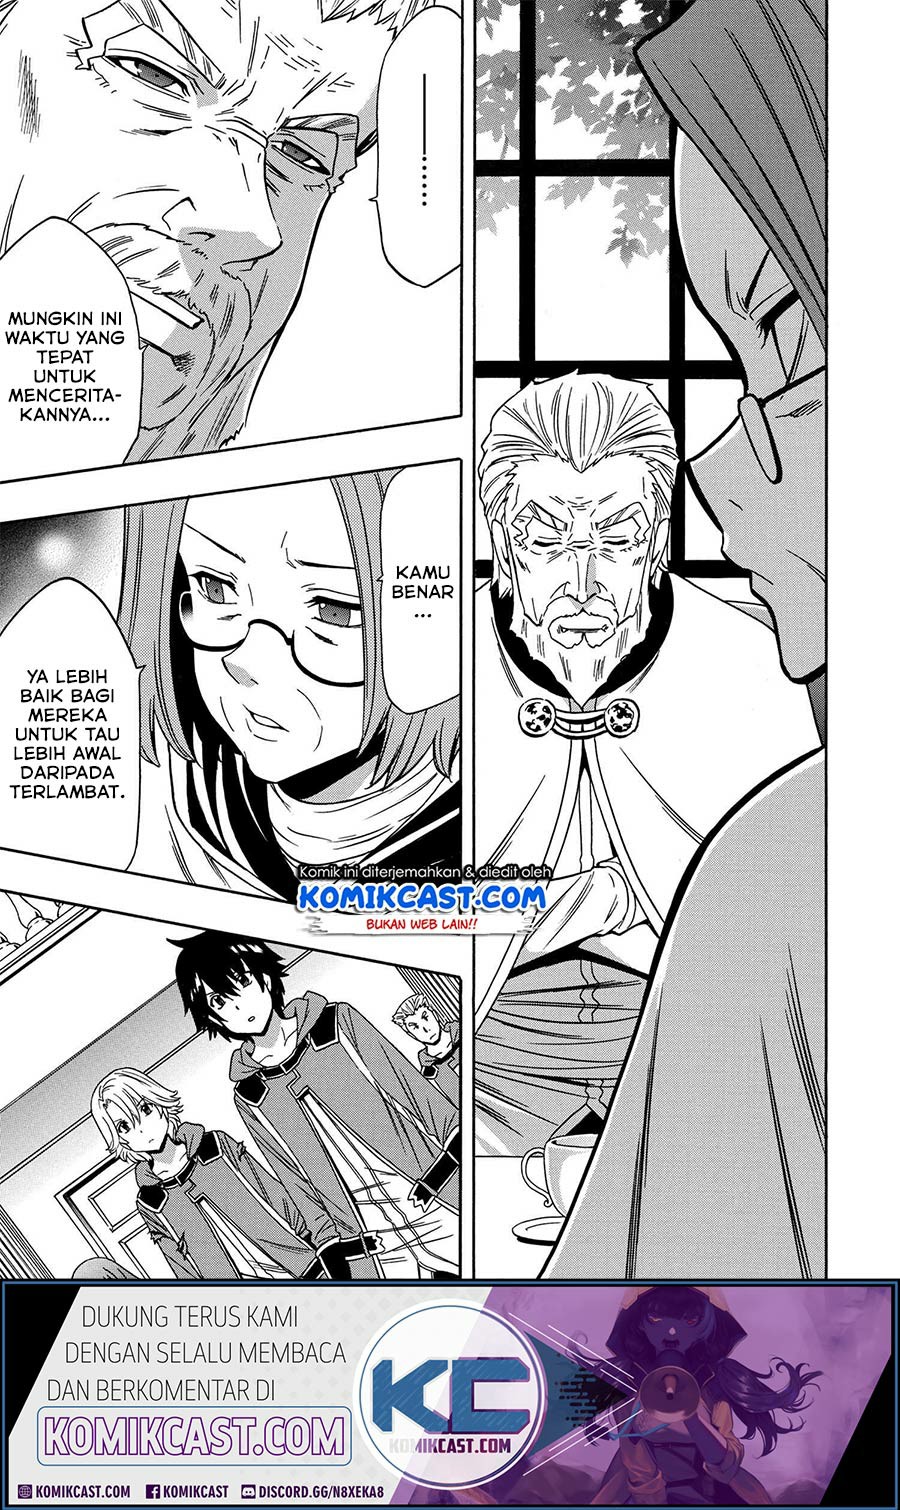 ...
MUNGKIN INI
WAKTU YANG
TEPAT
UNTUK
MENCERITA-
KANNYA...
KAMU
BENAR
...
YA LEBIH
BAIK BAGI
MEREKA
UNTUK TAU
LEBIH AWAL
DARIPADA
TERLAMBAT.
Komik ini diterjemahkan & diedit oleh
KOMIKCAST.COM
BUKAN WEB LAIN!!
DUKUNG TERUS KAMI
DENGAN SELALU MEMBACA
DAN BERKOMENTAR DI
KOMIKCAST.COM
KC
KOMIKCAST.COM
KOMIKCAST.COM KOMIKCAST DISCORD.GG/N8XEKA8